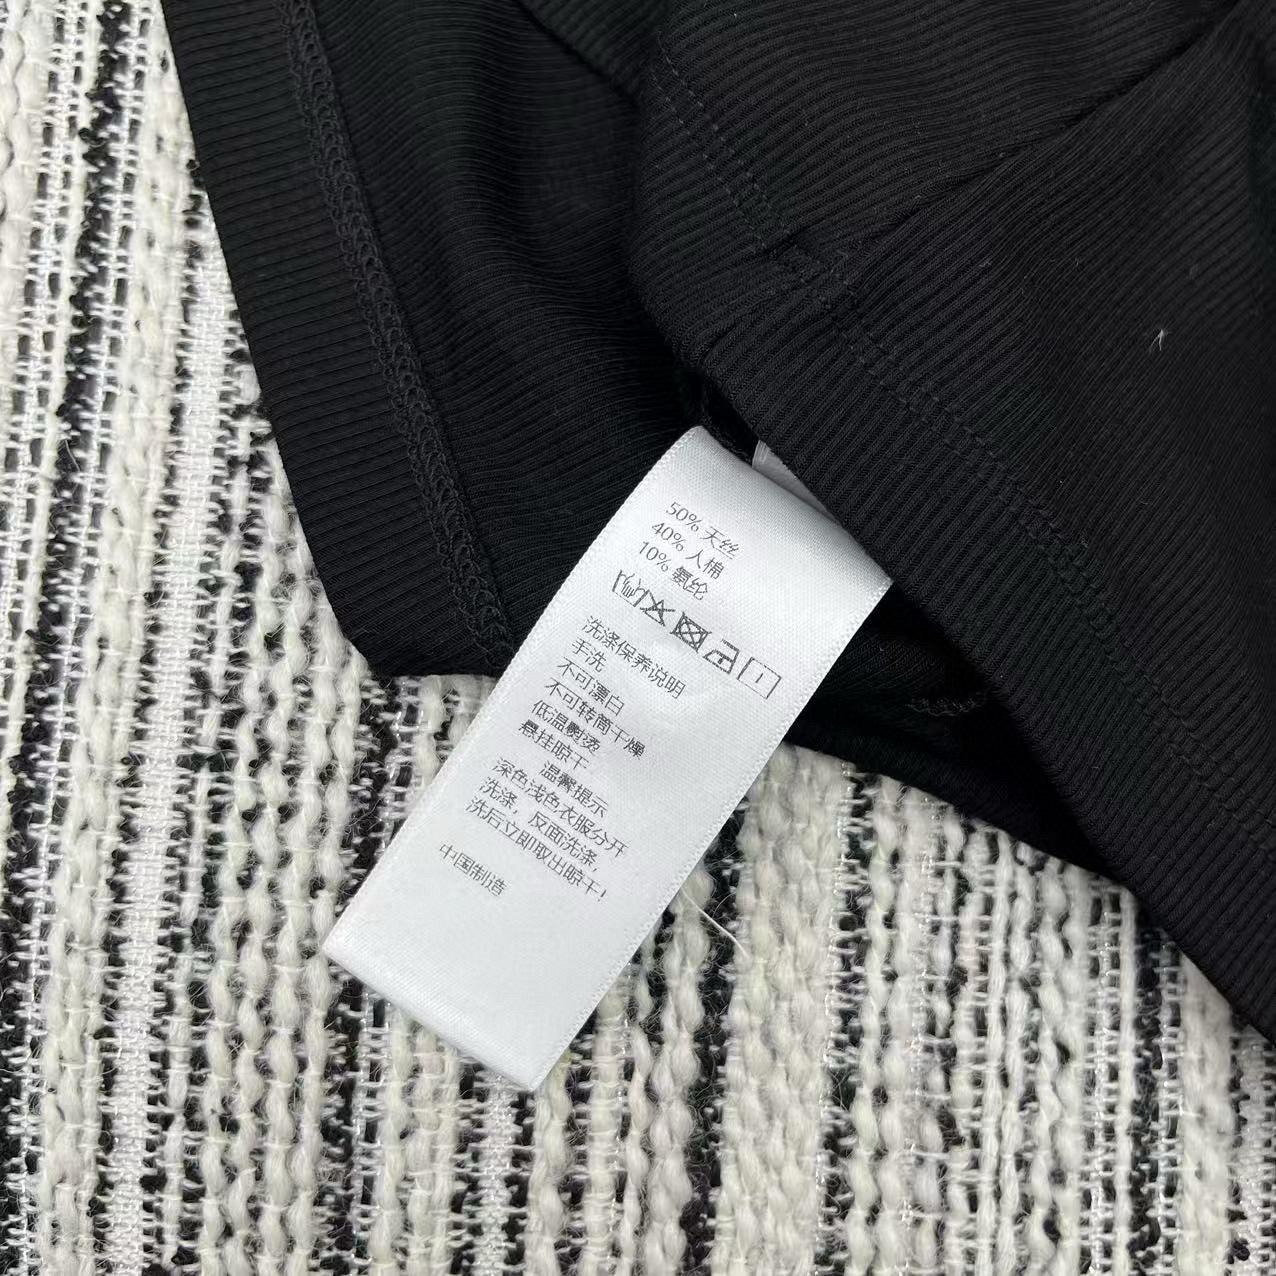 50% 天丝
40% 人棉
10% 氨纶
洗涤保养说明
手洗
不可漂白
不可转筒干燥
低温熨烫
悬挂晾干
温馨提示
深色浅色衣服分开
洗涤，反面洗涤，
洗后立即取出晾干！
中国制造